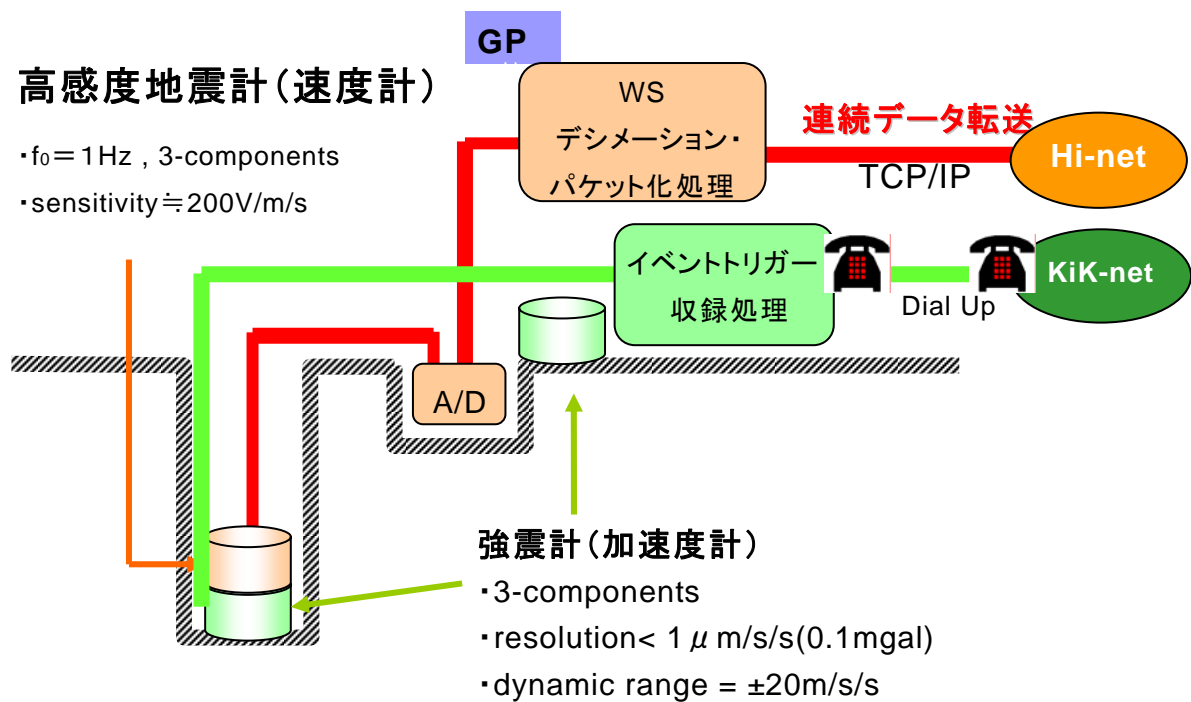 GP
高感度地震計(速度計)
・f₀＝1Hz , 3-components
・sensitivity≒200V/m/s
WS
デシメーション・
パケット化処理
連続データ転送
TCP/IP
Hi-net
イベントトリガー
収録処理
Dial Up
KiK-net
A/D
強震計(加速度計)
・3-components
・resolution< 1μm/s/s(0.1mgal)
・dynamic range = ±20m/s/s